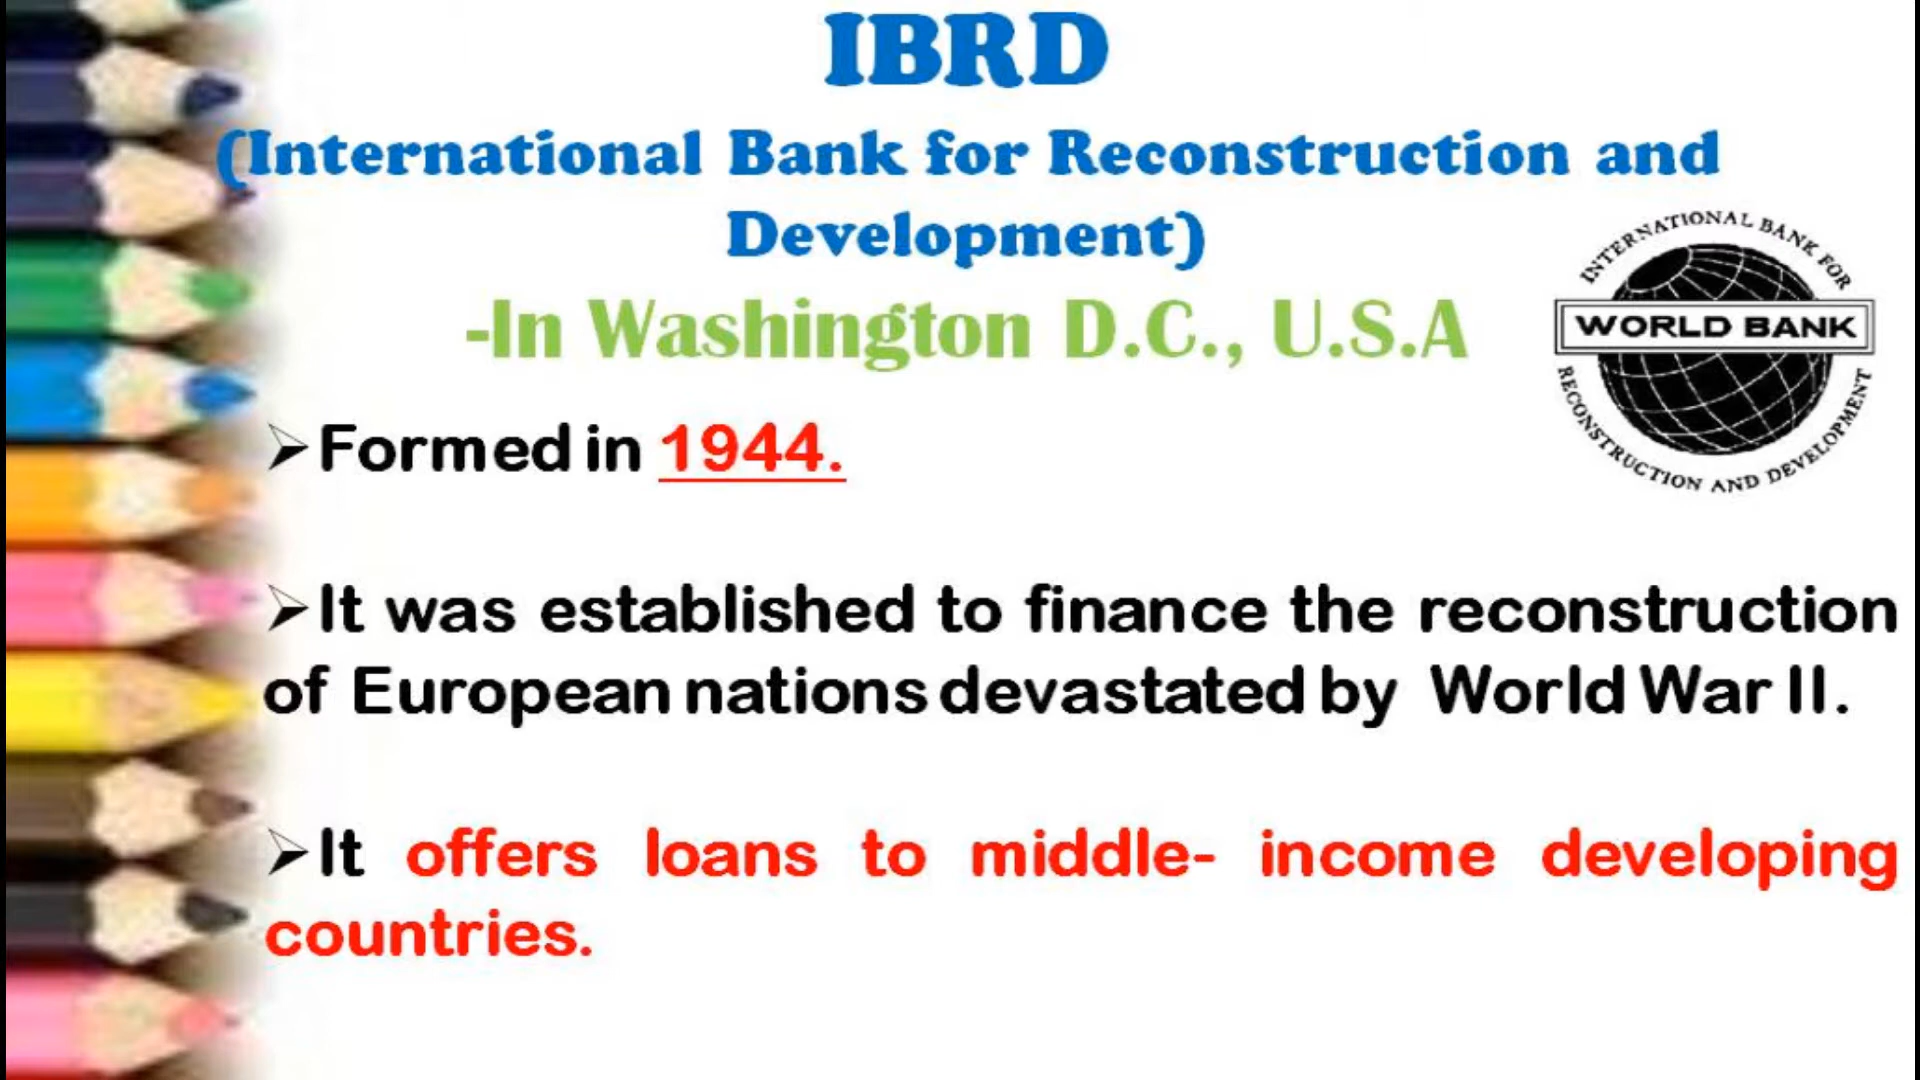 IBRD
(International Bank for Reconstruction and
Development)
-In Washington D.C., U.S.A
INTERNATIONAL BANK FOR
WORLD BANK
RECONSTRUCTION AND DEVELOPMENT
➢Formed in 1944.
➢It was established to finance the reconstruction
of European nations devastated by World War II.
➢It offers loans to middle- income developing
countries.